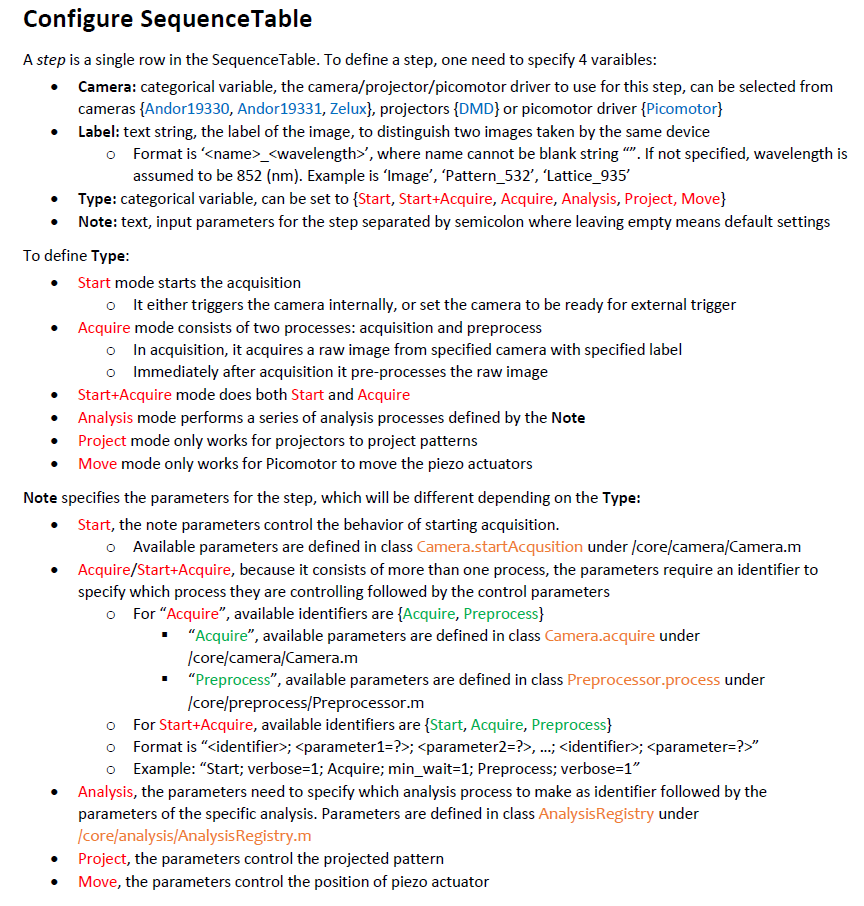 Configure SequenceTable
A step is a single row in the SequenceTable. To define a step, one need to specify 4 varaibles:
• Camera: categorical variable, the camera/projector/picomotor driver to use for this step, can be selected from
cameras {Andor19330, Andor19331, Zelux}, projectors {DMD} or picomotor driver {Picomotor}
• Label: text string, the label of the image, to distinguish two images taken by the same device
o Format is ‘<name>_<wavelength>’, where name cannot be blank string “”. If not specified, wavelength is
assumed to be 852 (nm). Example is ‘Image’, ‘Pattern_532’, ‘Lattice_935’
• Type: categorical variable, can be set to {Start, Start+Acquire, Acquire, Analysis, Project, Move}
• Note: text, input parameters for the step separated by semicolon where leaving empty means default settings
To define Type:
• Start mode starts the acquisition
o It either triggers the camera internally, or set the camera to be ready for external trigger
• Acquire mode consists of two processes: acquisition and preprocess
o In acquisition, it acquires a raw image from specified camera with specified label
o Immediately after acquisition it pre-processes the raw image
• Start+Acquire mode does both Start and Acquire
• Analysis mode performs a series of analysis processes defined by the Note
• Project mode only works for projectors to project patterns
• Move mode only works for Picomotor to move the piezo actuators
Note specifies the parameters for the step, which will be different depending on the Type:
• Start, the note parameters control the behavior of starting acquisition.
o Available parameters are defined in class Camera.startAcqusition under /core/camera/Camera.m
• Acquire/Start+Acquire, because it consists of more than one process, the parameters require an identifier to
specify which process they are controlling followed by the control parameters
o For “Acquire”, available identifiers are {Acquire, Preprocess}
▪ “Acquire”, available parameters are defined in class Camera.acquire under
/core/camera/Camera.m
▪ “Preprocess”, available parameters are defined in class Preprocessor.process under
/core/preprocess/Preprocessor.m
o For Start+Acquire, available identifiers are {Start, Acquire, Preprocess}
o Format is “<identifier>; <parameter1=?>; <parameter2=?>, …; <identifier>; <parameter=?>”
o Example: “Start; verbose=1; Acquire; min_wait=1; Preprocess; verbose=1”
• Analysis, the parameters need to specify which analysis process to make as identifier followed by the
parameters of the specific analysis. Parameters are defined in class AnalysisRegistry under
/core/analysis/AnalysisRegistry.m
• Project, the parameters control the projected pattern
• Move, the parameters control the position of piezo actuator